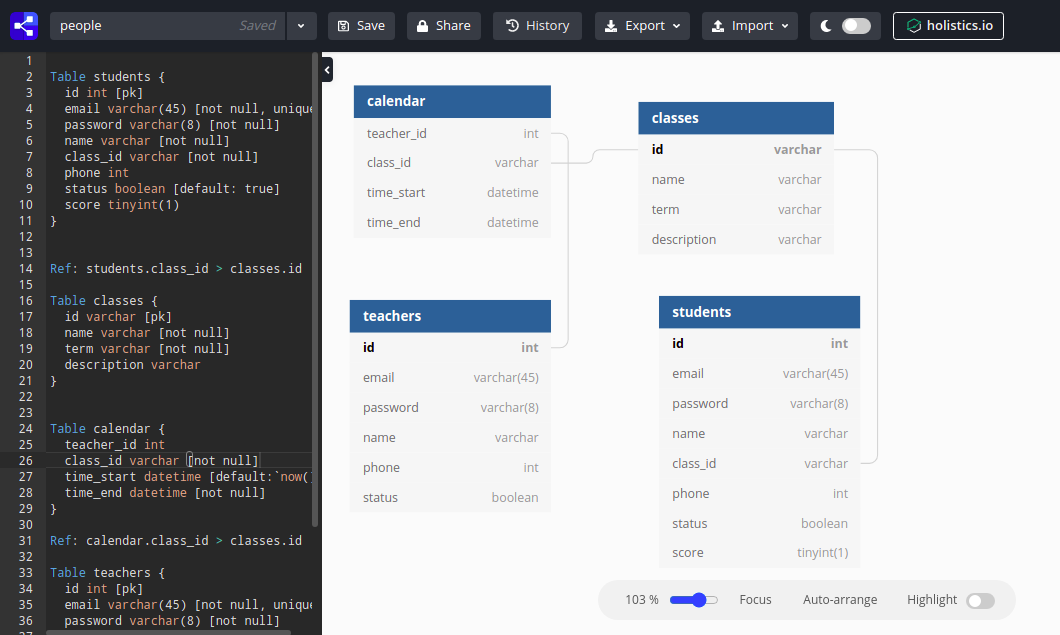 people Saved Save Share History Export Import holistics.io
1
2 Table students {
3 id int [pk]
4 email varchar(45) [not null, unique
5 password varchar(8) [not null]
6 name varchar [not null]
7 class_id varchar [not null]
8 phone int
9 status boolean [default: true]
10 score tinyint(1)
11 }
12
13
14 Ref: students.class_id > classes.id
15
16 Table classes {
17 id varchar [pk]
18 name varchar [not null]
19 term varchar [not null]
20 description varchar
21 }
22
23
24 Table calendar {
25 teacher_id int
26 class_id varchar [not null]
27 time_start datetime [default:`now()
28 time_end datetime [not null]
29 }
30
31 Ref: calendar.class_id > classes.id
32
33 Table teachers {
34 id int [pk]
35 email varchar(45) [not null, unique
36 password varchar(8) [not null]
37
calendar
teacher_id int
class_id varchar
time_start datetime
time_end datetime
classes
id varchar
name varchar
term varchar
description varchar
teachers
id int
email varchar(45)
password varchar(8)
name varchar
phone int
status boolean
students
id int
email varchar(45)
password varchar(8)
name varchar
class_id varchar
phone int
status boolean
score tinyint(1)
103 % Focus Auto-arrange Highlight